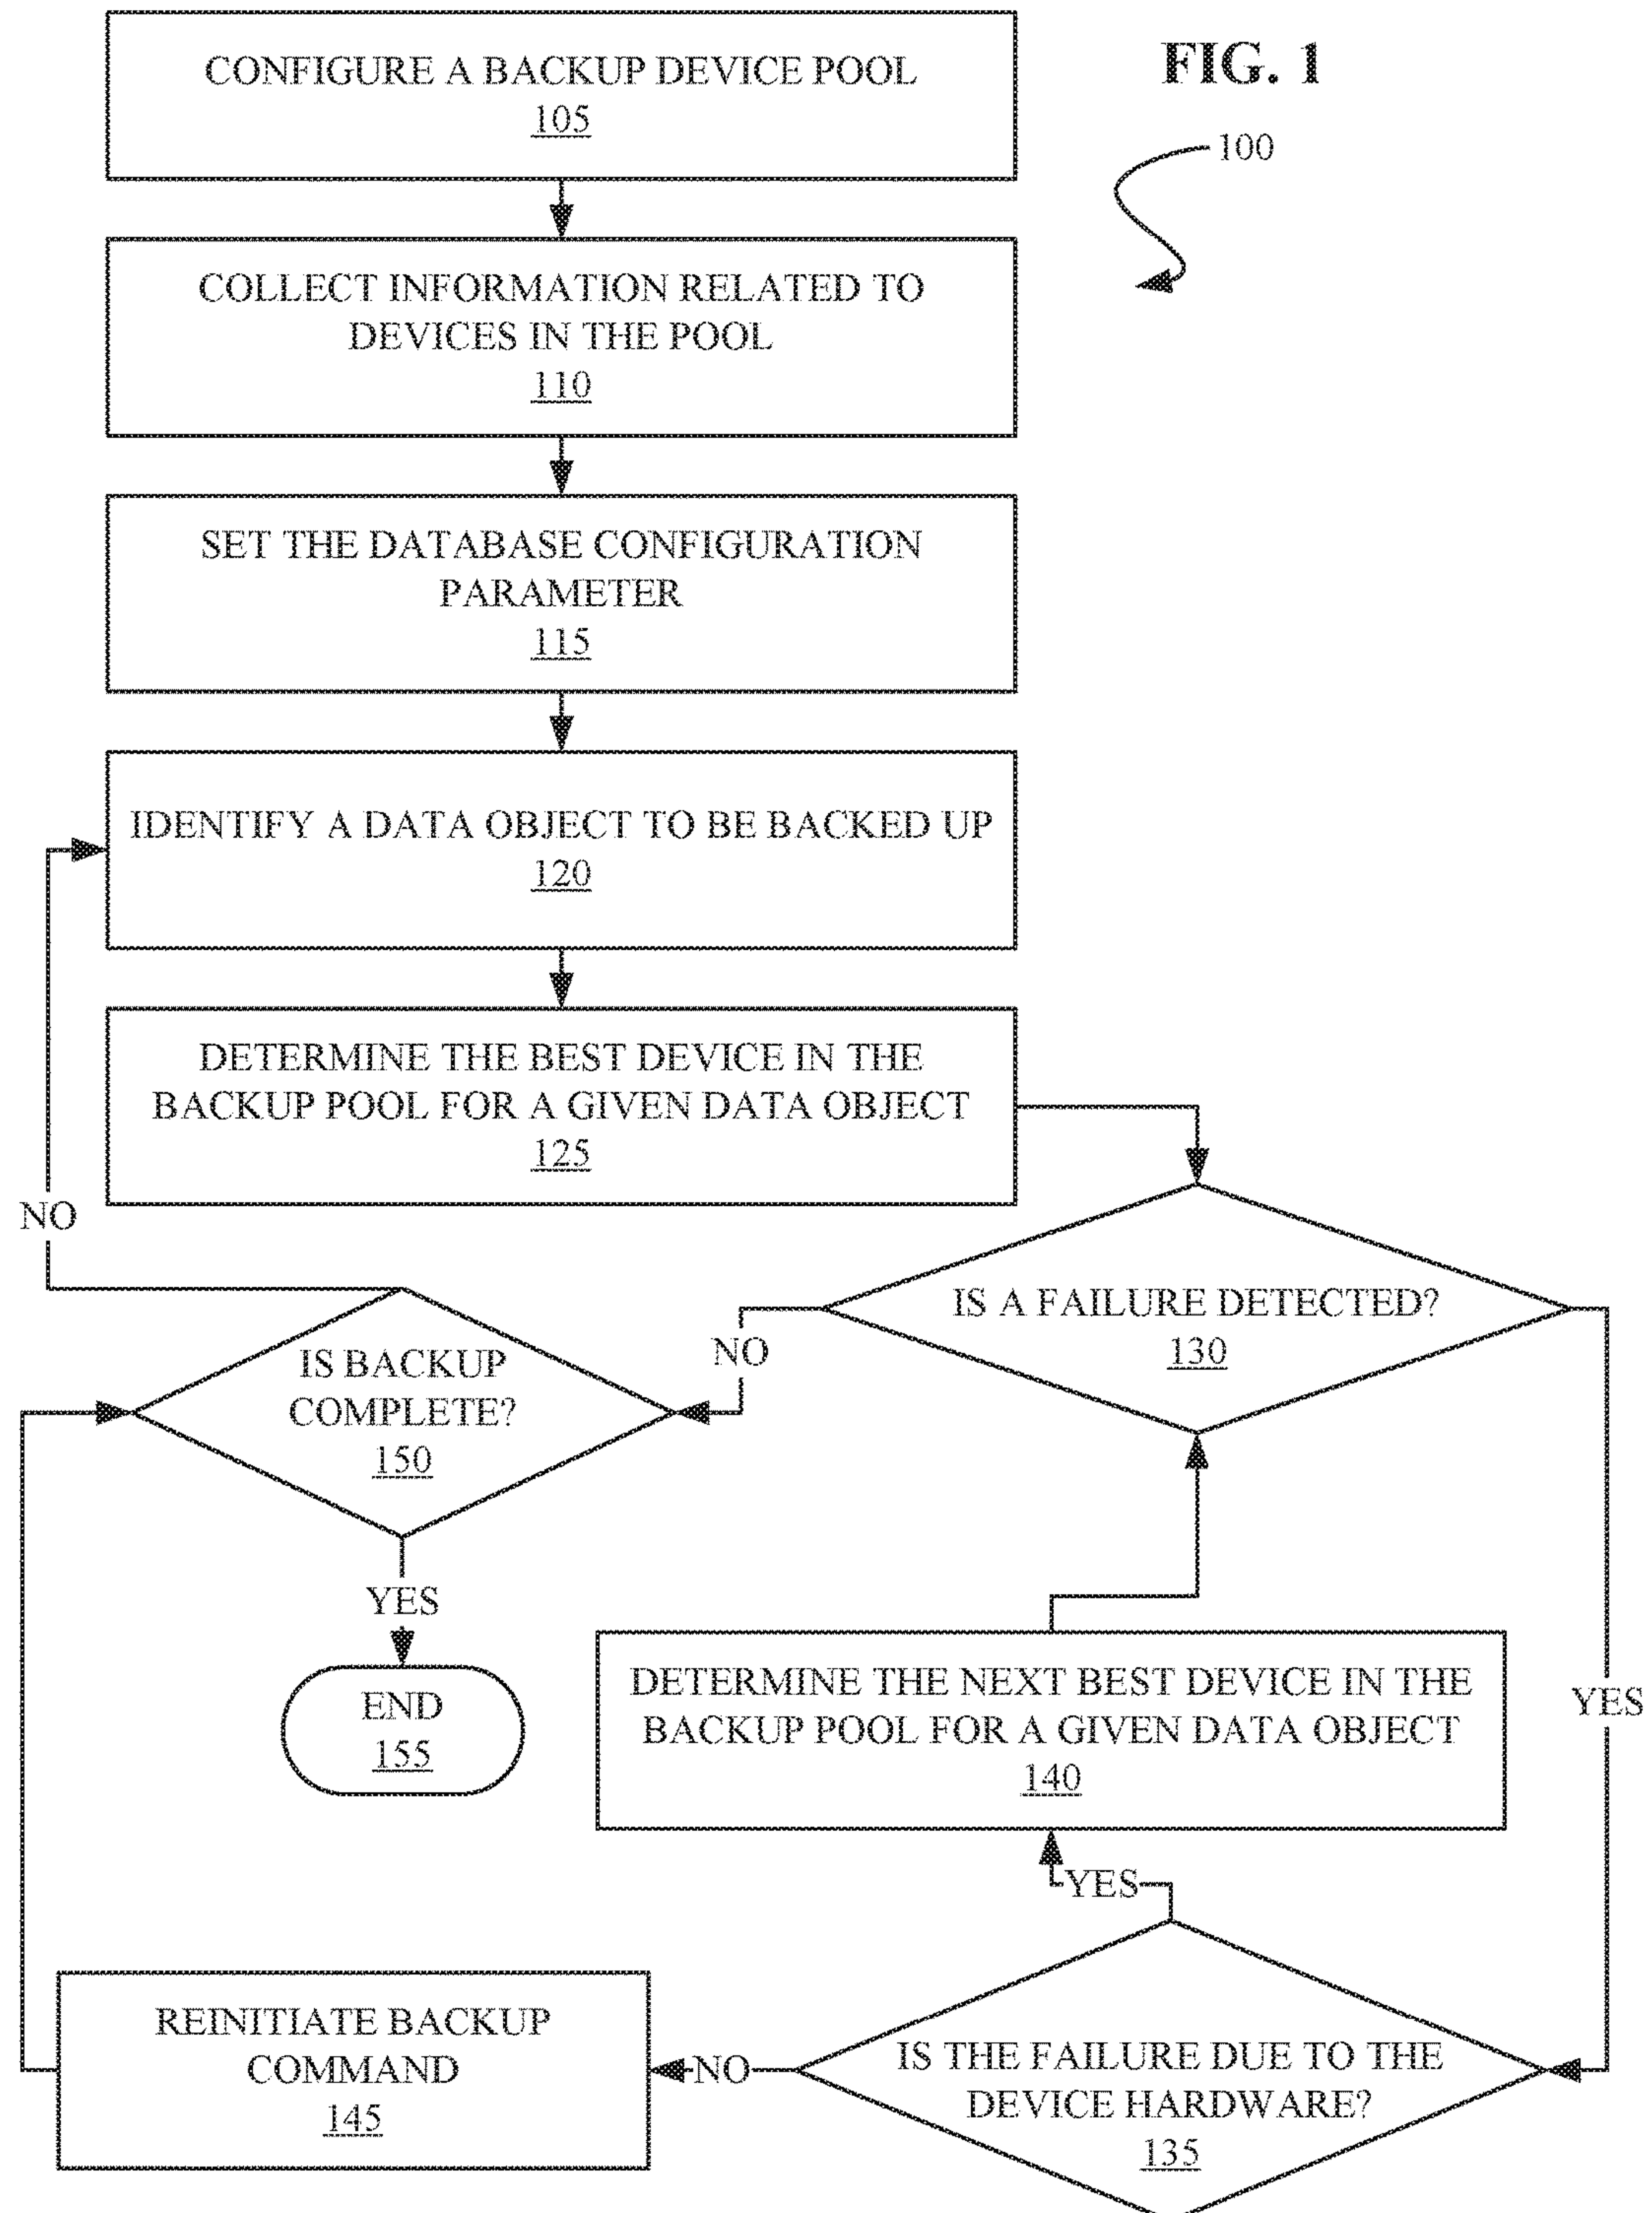 FIG. 1
100
CONFIGURE A BACKUP DEVICE POOL
105
COLLECT INFORMATION RELATED TO
DEVICES IN THE POOL
110
SET THE DATABASE CONFIGURATION
PARAMETER
115
IDENTIFY A DATA OBJECT TO BE BACKED UP
120
DETERMINE THE BEST DEVICE IN THE
BACKUP POOL FOR A GIVEN DATA OBJECT
125
NO
IS A FAILURE DETECTED?
130
NO
IS BACKUP
COMPLETE?
150
YES
END
155
YES
DETERMINE THE NEXT BEST DEVICE IN THE
BACKUP POOL FOR A GIVEN DATA OBJECT
140
YES
IS THE FAILURE DUE TO THE
DEVICE HARDWARE?
135
NO
REINITIATE BACKUP
COMMAND
145